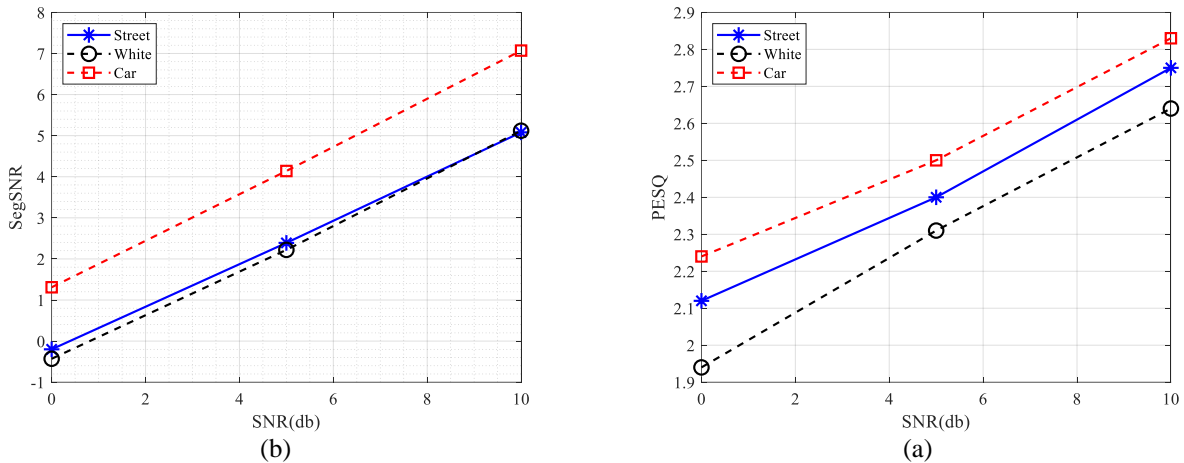 8
7
6
5
4
3
2
1
0
-1
SegSNR
Street
White
Car
0 2 4 6 8 10
SNR(db)
(b)
2.9
2.8
2.7
2.6
2.5
2.4
2.3
2.2
2.1
2
1.9
PESQ
Street
White
Car
0 2 4 6 8 10
SNR(db)
(a)